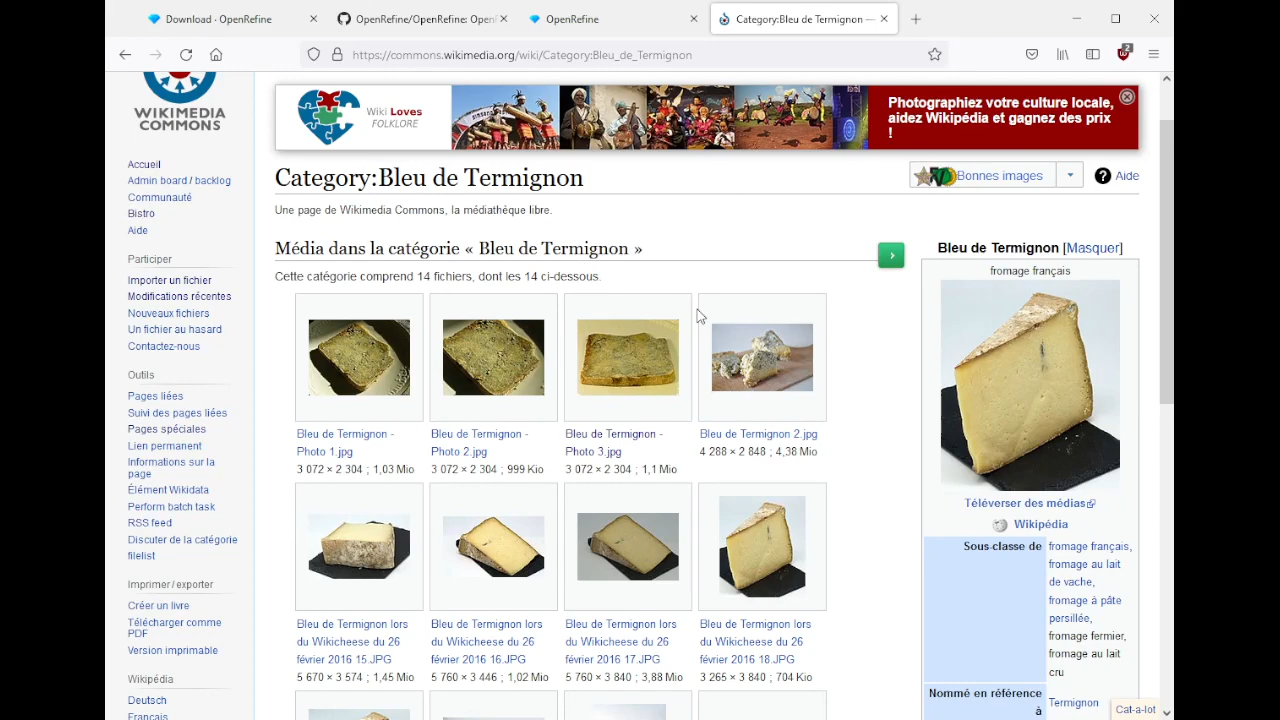 Download · OpenRefine
OpenRefine/OpenRefine: Open
OpenRefine
Category:Bleu de Termignon —
https://commons.wikimedia.org/wiki/Category:Bleu_de_Termignon
2
WIKIMEDIA
COMMONS
Accueil
Admin board / backlog
Communauté
Bistro
Aide
Participer
Importer un fichier
Modifications récentes
Nouveaux fichiers
Un fichier au hasard
Contactez-nous
Outils
Pages liées
Suivi des pages liées
Pages spéciales
Lien permanent
Informations sur la
page
Élément Wikidata
Perform batch task
RSS feed
Discuter de la catégorie
filelist
Imprimer / exporter
Créer un livre
Télécharger comme
PDF
Version imprimable
Wikipédia
Deutsch
Français
Wiki Loves
FOLKLORE
Photographiez votre culture locale,
aidez Wikipédia et gagnez des prix
!
Category:Bleu de Termignon
Bonnes images
Aide
Une page de Wikimedia Commons, la médiathèque libre.
Média dans la catégorie « Bleu de Termignon »
Cette catégorie comprend 14 fichiers, dont les 14 ci-dessous.
Bleu de Termignon -
Photo 1.jpg
3 072 × 2 304 ; 1,03 Mio
Bleu de Termignon -
Photo 2.jpg
3 072 × 2 304 ; 999 Kio
Bleu de Termignon -
Photo 3.jpg
3 072 × 2 304 ; 1,1 Mio
Bleu de Termignon 2.jpg
4 288 × 2 848 ; 4,38 Mio
Bleu de Termignon lors
du Wikicheese du 26
février 2016 15.JPG
5 670 × 3 574 ; 1,45 Mio
Bleu de Termignon lors
du Wikicheese du 26
février 2016 16.JPG
5 760 × 3 446 ; 1,02 Mio
Bleu de Termignon lors
du Wikicheese du 26
février 2016 17.JPG
5 760 × 3 840 ; 3,88 Mio
Bleu de Termignon lors
du Wikicheese du 26
février 2016 18.JPG
3 265 × 3 840 ; 704 Kio
Bleu de Termignon [Masquer]
fromage français
Téléverser des médias
Wikipédia
Sous-classe de
fromage français,
fromage au lait
de vache,
fromage à pâte
persillée,
fromage fermier,
fromage au lait
cru
Nommé en référence
à
Termignon
Cat-a-lot